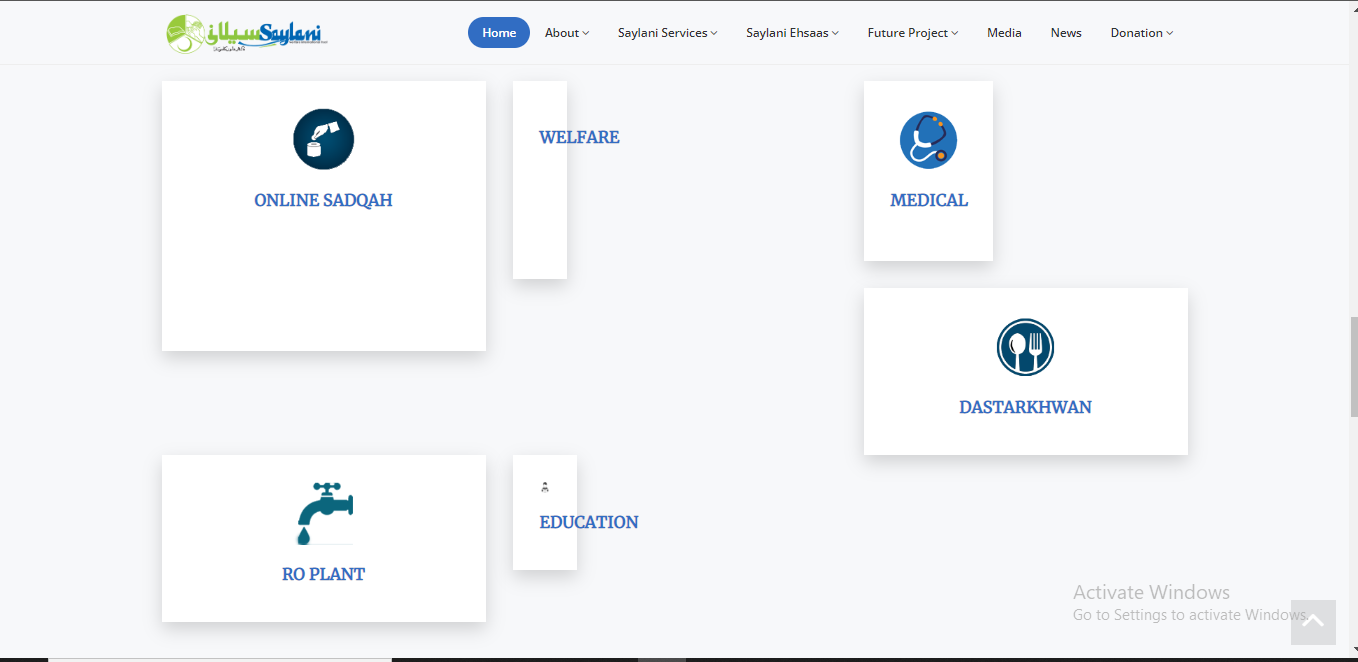 سیلانی Saylani
Home About Saylani Services Saylani Ehsaas Future Project Media News Donation
ONLINE SADQAH
WELFARE
MEDICAL
DASTARKHWAN
RO PLANT
EDUCATION
Activate Windows
Go to Settings to activate Windows.